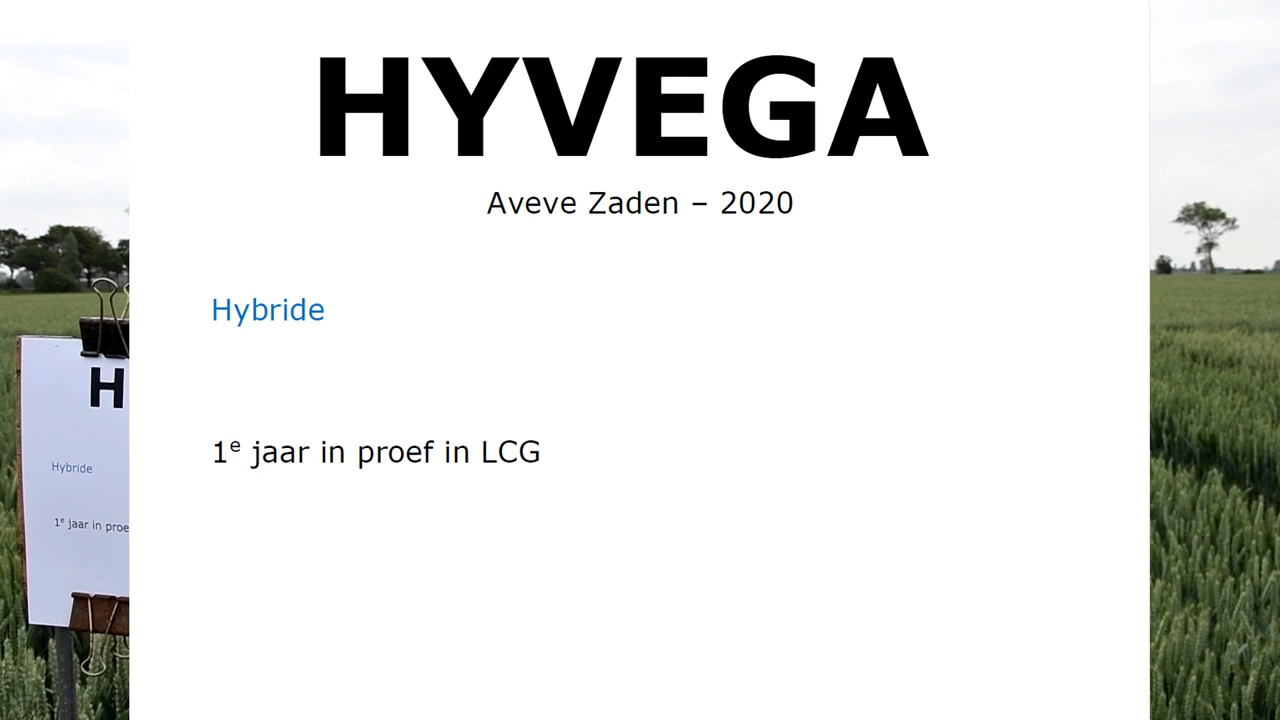 HYVEGA
Aveve Zaden – 2020
Hybride
1e jaar in proef in LCG
H
Hybride
1e jaar in proe